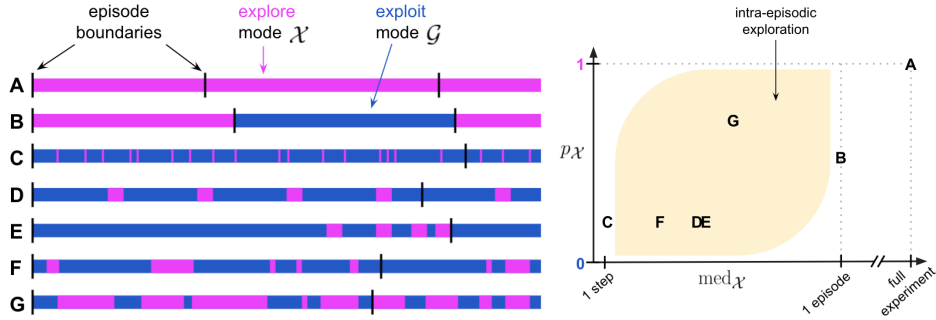 episode
boundaries
explore
mode 𝒳
exploit
mode 𝒢
A
B
C
D
E
F
G
intra-episodic
exploration
1
p𝒳
0
A
G
B
C
F
DE
1 step
med𝒳
1 episode
full
experiment